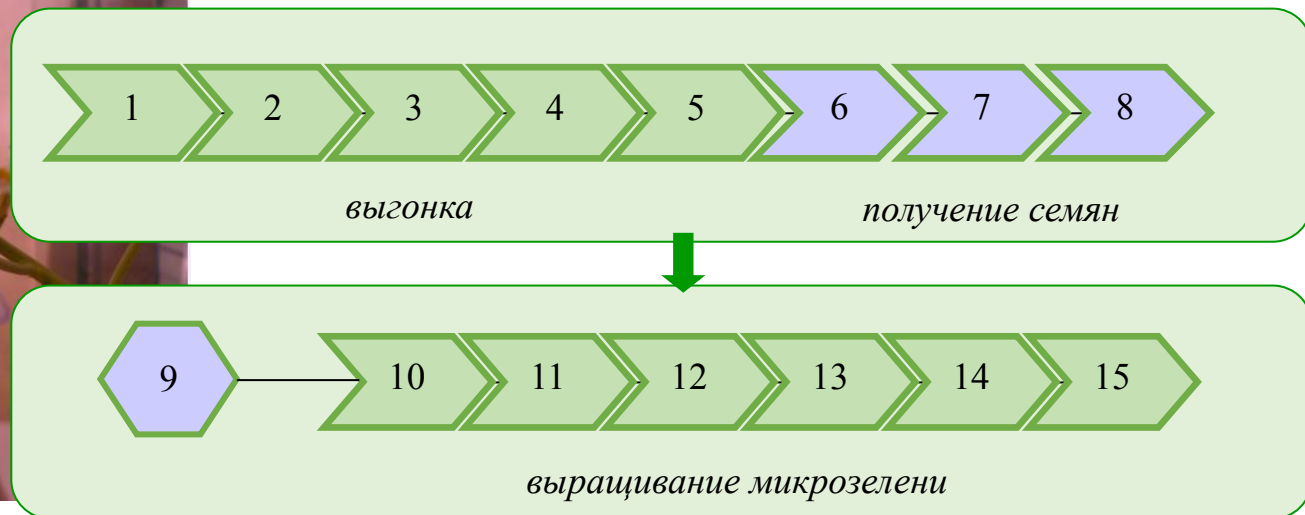 1 2 3 4 5 6 7 8
выгонка получение семян
9 10 11 12 13 14 15
выращивание микрозелени